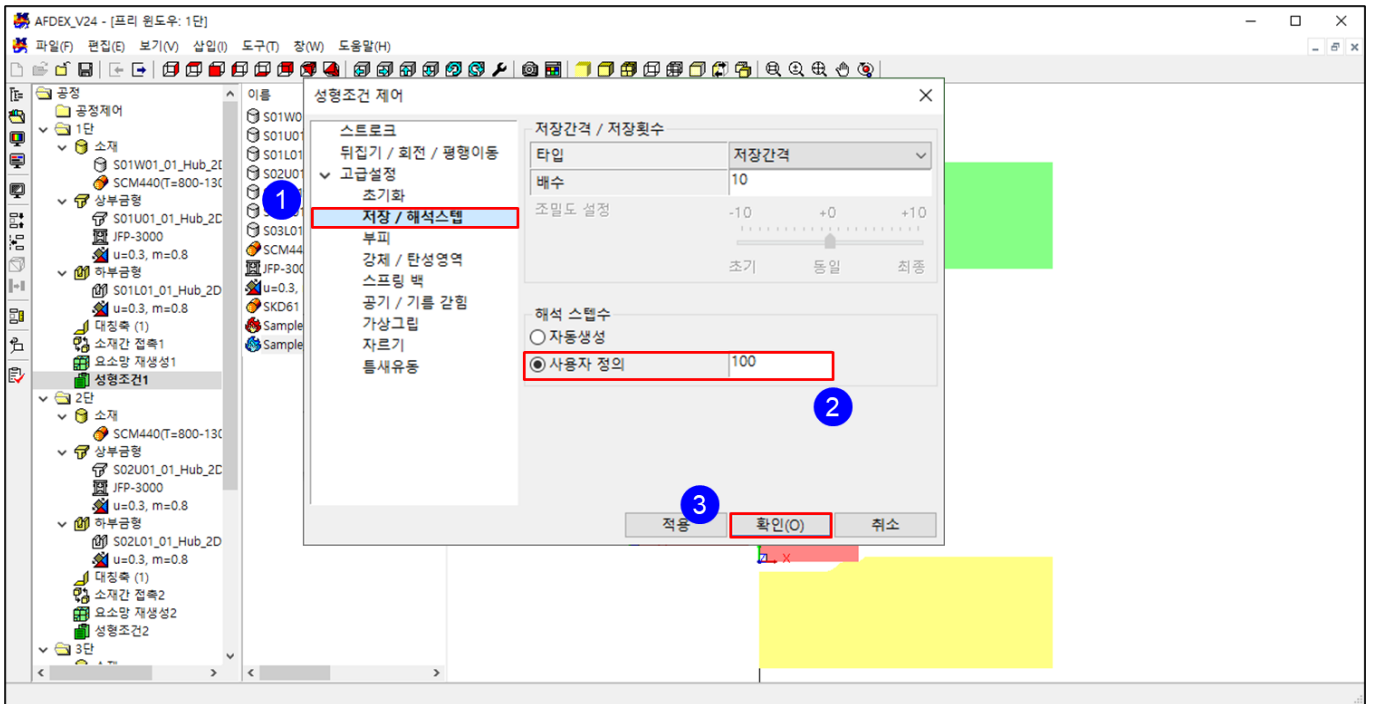 AFDEX_V24 - [프리 윈도우: 1단]
파일(F) 편집(E) 보기(V) 삽입(I) 도구(T) 창(W) 도움말(H)
공정
공정제어
1단
소재
S01W01_01_Hub_2D
SCM440(T=800-130
상부금형
S01U01_01_Hub_2D
JFP-3000
u=0.3, m=0.8
하부금형
S01L01_01_Hub_2D
u=0.3, m=0.8
대칭축 (1)
소재간 접촉1
요소망 재생성1
성형조건1
2단
소재
SCM440(T=800-130
상부금형
S02U01_01_Hub_2D
JFP-3000
u=0.3, m=0.8
하부금형
S02L01_01_Hub_2D
u=0.3, m=0.8
대칭축 (1)
소재간 접촉2
요소망 재생성2
성형조건2
3단
이름
S01W0
S01U01
S01L01
S02U01
S03L01
SCM44
JFP-300
u=0.3,
SKD61
Sample
Sample
성형조건 제어
스트로크
뒤집기 / 회전 / 평행이동
고급설정
초기화
1
저장 / 해석스텝
부피
강체 / 탄성영역
스프링 백
공기 / 기름 갇힘
가상그립
자르기
틈새유동
저장간격 / 저장횟수
타입 저장간격
배수 10
조밀도 설정 -10 +0 +10
초기 동일 최종
해석 스텝수
자동생성
사용자 정의 100
2
3
적용 확인(O) 취소
Z X